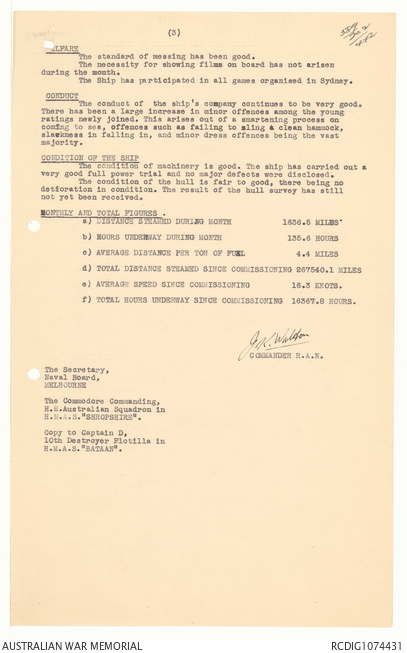 (3)
WELFARE
The standard of messing has been good.
The necessity for showing films on board has not arisen
during the month.
The Ship has participated in all games organised in Sydney.
CONDUCT
The conduct of the ship's company continues to be very good.
There has been a large increase in minor offences among the young
ratings newly joined. This arises out of a smartening process on
coming to sea, offences such as failing to sling a clean hammock,
slackness in falling in, and minor dress offences being the vast
majority.
CONDITION OF THE SHIP
The condition of machinery is good. The ship has carried out a
very good full power trial and no major defects were disclosed.
The condition of the hull is fair to good, there being no
detioration in condition. The result of the hull survey has still
not yet been received.
MONTHLY AND TOTAL FIGURES .
a) DISTANCE STEAMED DURING MONTH 1636.5 MILES
b) HOURS UNDERWAY DURING MONTH 135.6 HOURS
c) AVERAGE DISTANCE PER TON OF FUEL 4.4 MILES
d) TOTAL DISTANCE STEAMED SINCE COMMISSIONING 267540.1 MILES
e) AVERAGE SPEED SINCE COMMISSIONING 16.3 KNOTS.
f) TOTAL HOURS UNDERWAY SINCE COMMISSIONING 16367.8 HOURS.
J.K. Walton
COMMANDER R.A.N.
The Secretary,
Naval Board,
MELBOURNE
The Commodore Commanding,
H.M.Australian Squadron in
H.M.A.S."SHROPSHIRE".
Copy to Captain D,
10th Destroyer Flotilla in
H.M.A.S."BATAAN".
AUSTRALIAN WAR MEMORIAL RCDIG1074431